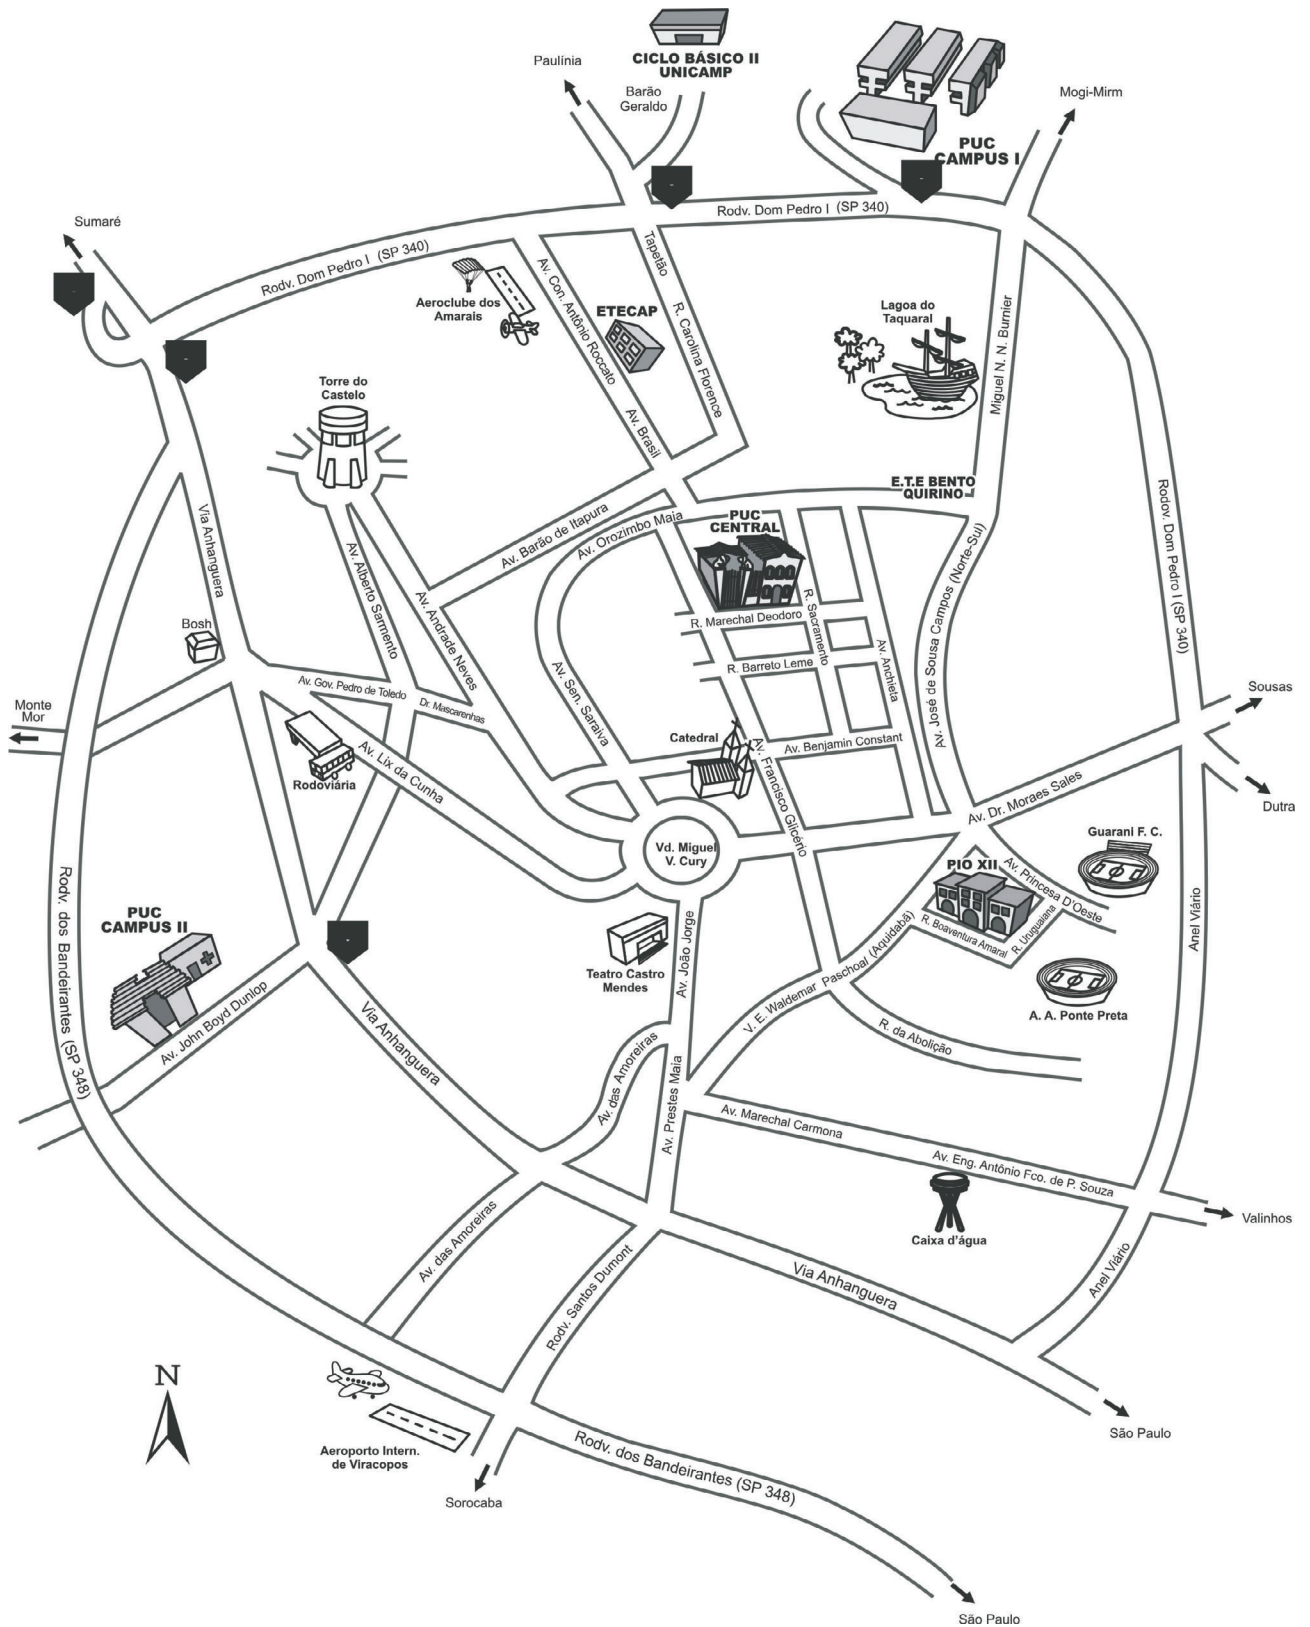 CICLO BÁSICO II
UNICAMP
Paulínia
Barão
Geraldo
Mogi-Mirm
PUC
CAMPUS I
Sumaré
Rodv. Dom Pedro I (SP 340)
Rodv. Dom Pedro I (SP 340)
Tapetão
Aeroclube dos
Amarais
Av. Con. Antônio Roccato
ETECAP
R. Carolina Florence
Lagoa do
Taquaral
Miguel N. N. Burnier
Torre do
Castelo
Av. Brasil
E.T.E BENTO
QUIRINO
Rodov. Dom Pedro I (SP 340)
Via Anhanguera
Av. Barão de Itapura
Av. Orozimbo Maia
PUC
CENTRAL
Av. Alberto Sarmento
Av. Andrade Neves
Av. José de Sousa Campos (Norte-Sul)
R. Marechal Deodoro
R. Sacramento
Bosh
R. Barreto Leme
Av. Anchieta
Av. Gov. Pedro de Toledo
Dr. Mascarenhas
Av. Sen. Saraiva
Sousas
Monte
Mor
Catedral
Av. Benjamin Constant
Av. Lix da Cunha
Rodoviária
Av. Francisco Glicério
Av. Dr. Moraes Sales
Dutra
Guarani F. C.
Vd. Miguel
V. Cury
PIO XII
Av. Princesa D'Oeste
Rodv. dos Bandeirantes (SP 348)
PUC
CAMPUS II
R. Boaventura Amaral
R. Uruguaiana
Anel Viário
Av. João Jorge
Teatro Castro
Mendes
V. E. Waldemar Paschoal (Aquidabã)
A. A. Ponte Preta
Av. John Boyd Dunlop
Via Anhanguera
R. da Abolição
Av. das Amoreiras
Av. Prestes Maia
Av. Marechal Carmona
Av. Eng. Antônio Fco. de P. Souza
Caixa d'água
Valinhos
Av. das Amoreiras
Rodv. Santos Dumont
Via Anhanguera
Anel Viário
N
Aeroporto Intern.
de Viracopos
São Paulo
Rodv. dos Bandeirantes (SP 348)
Sorocaba
São Paulo